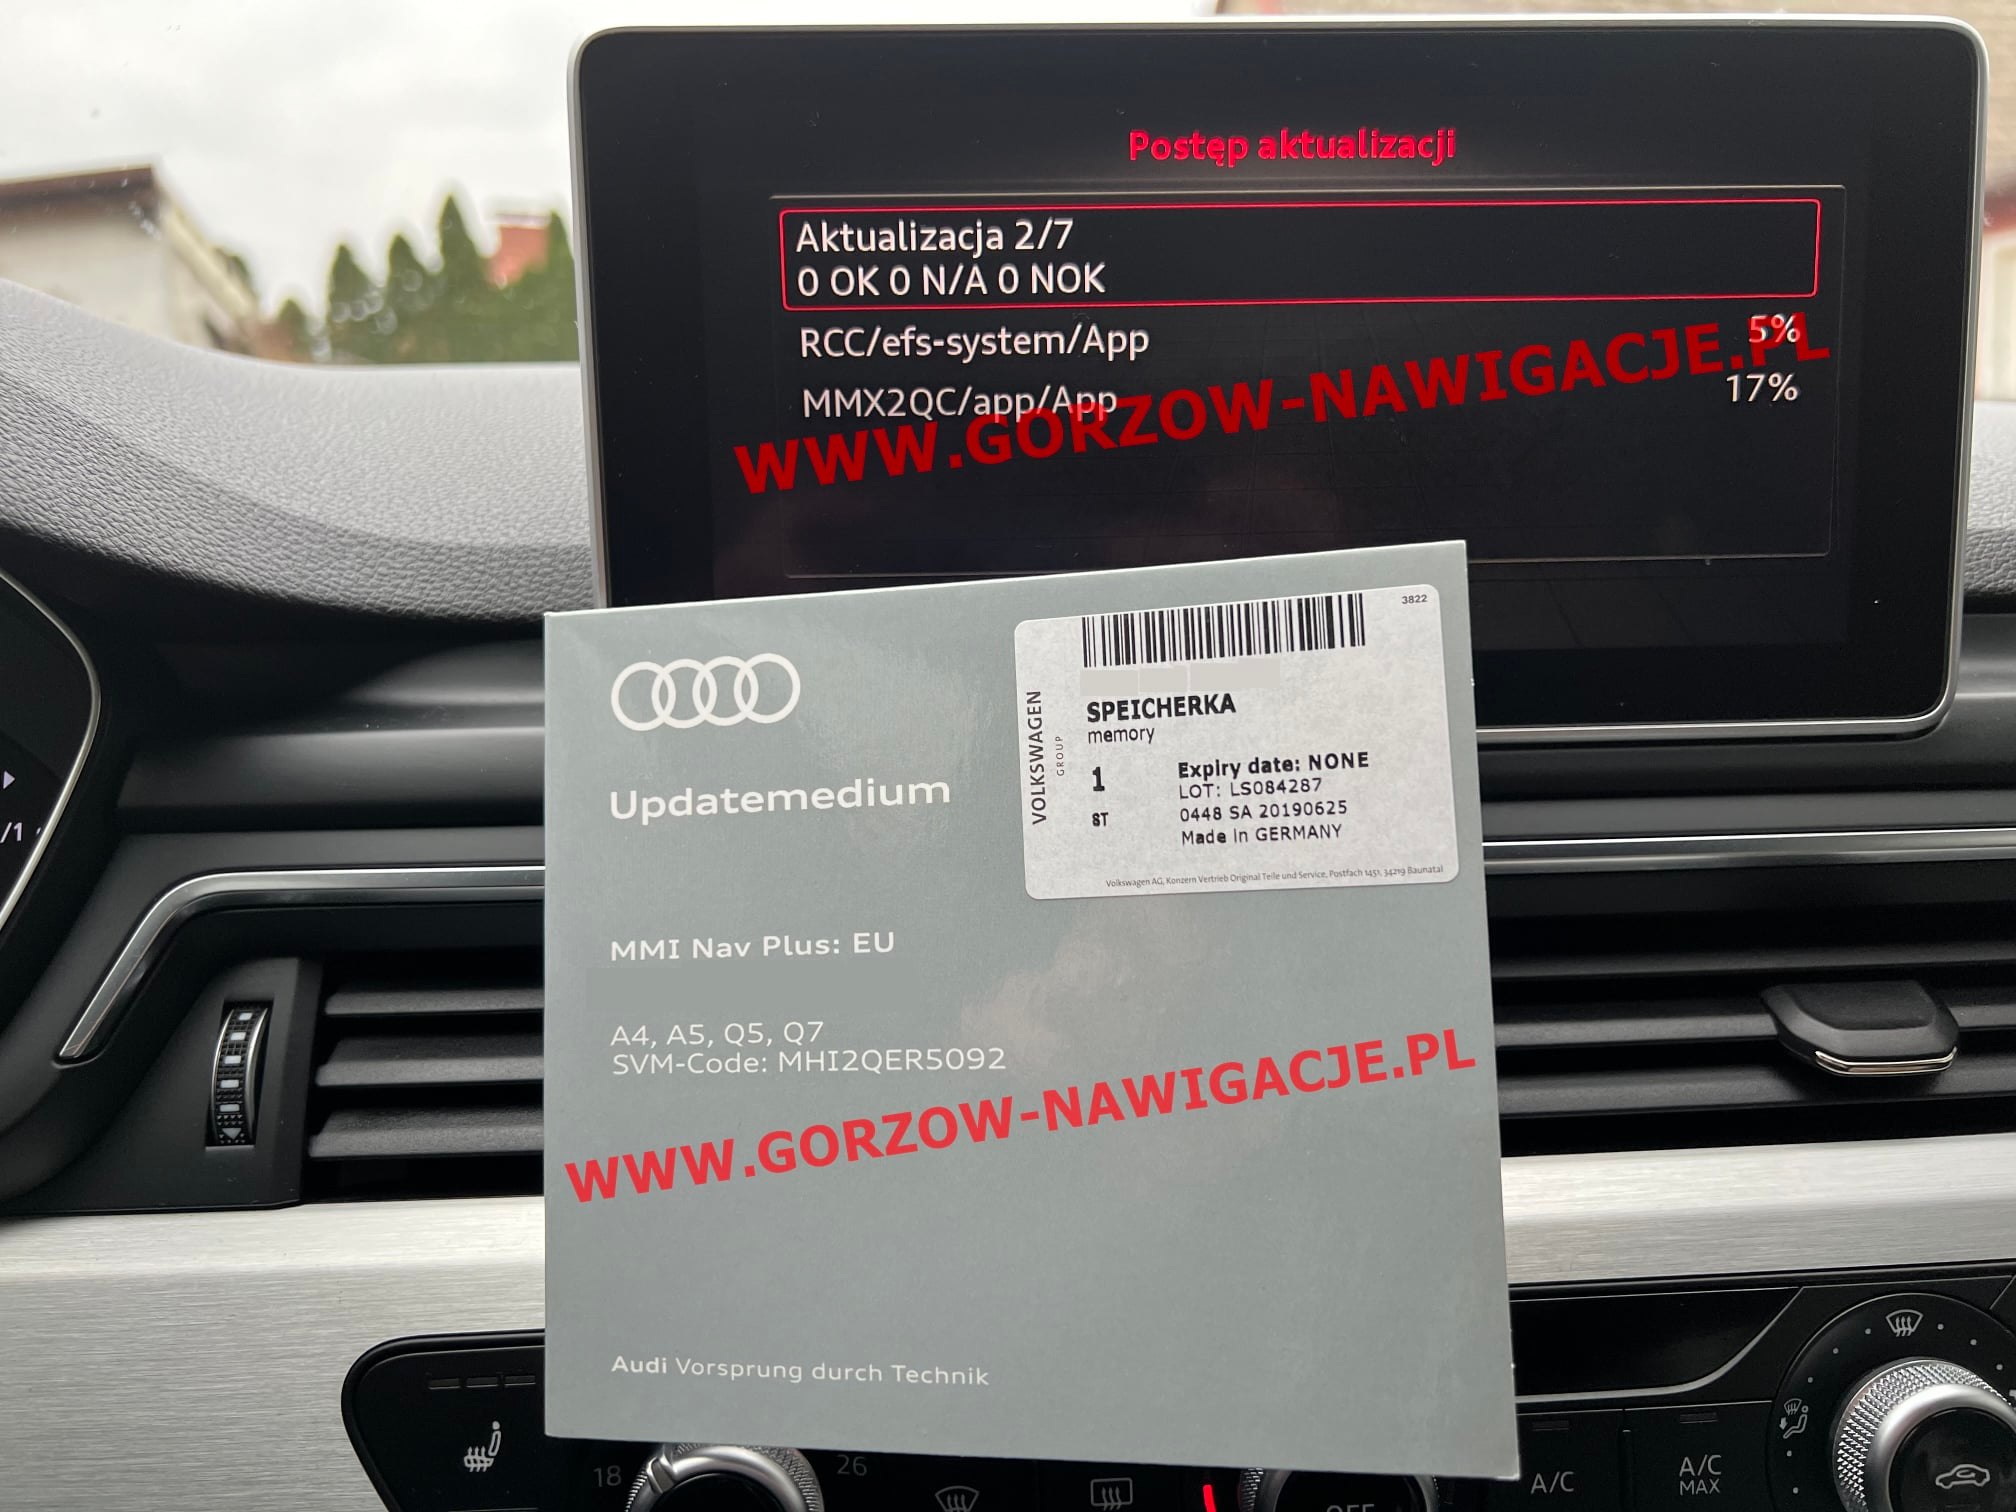 Postęp aktualizacji
Aktualizacja 2/7
0 OK 0 N/A 0 NOK
RCC/efs-system/App 5%
MMX2QC/app/App 17%
WWW.GORZOW-NAWIGACJE.PL
3822
VOLKSWAGEN
GROUP
SPEICHERKA
memory
1
ST
Expiry date: NONE
LOT: LS084287
0448 SA 20190625
Made in GERMANY
Volkswagen AG, Konzern Vertrieb Original Teile und Service, Postfach 1451, 34219 Baunatal
Updatemedium
MMI Nav Plus: EU
A4, A5, Q5, Q7
SVM-Code: MHI2QER5092
WWW.GORZOW-NAWIGACJE.PL
Audi Vorsprung durch Technik
/1
18
26
OFF
A/C
A/C
MAX